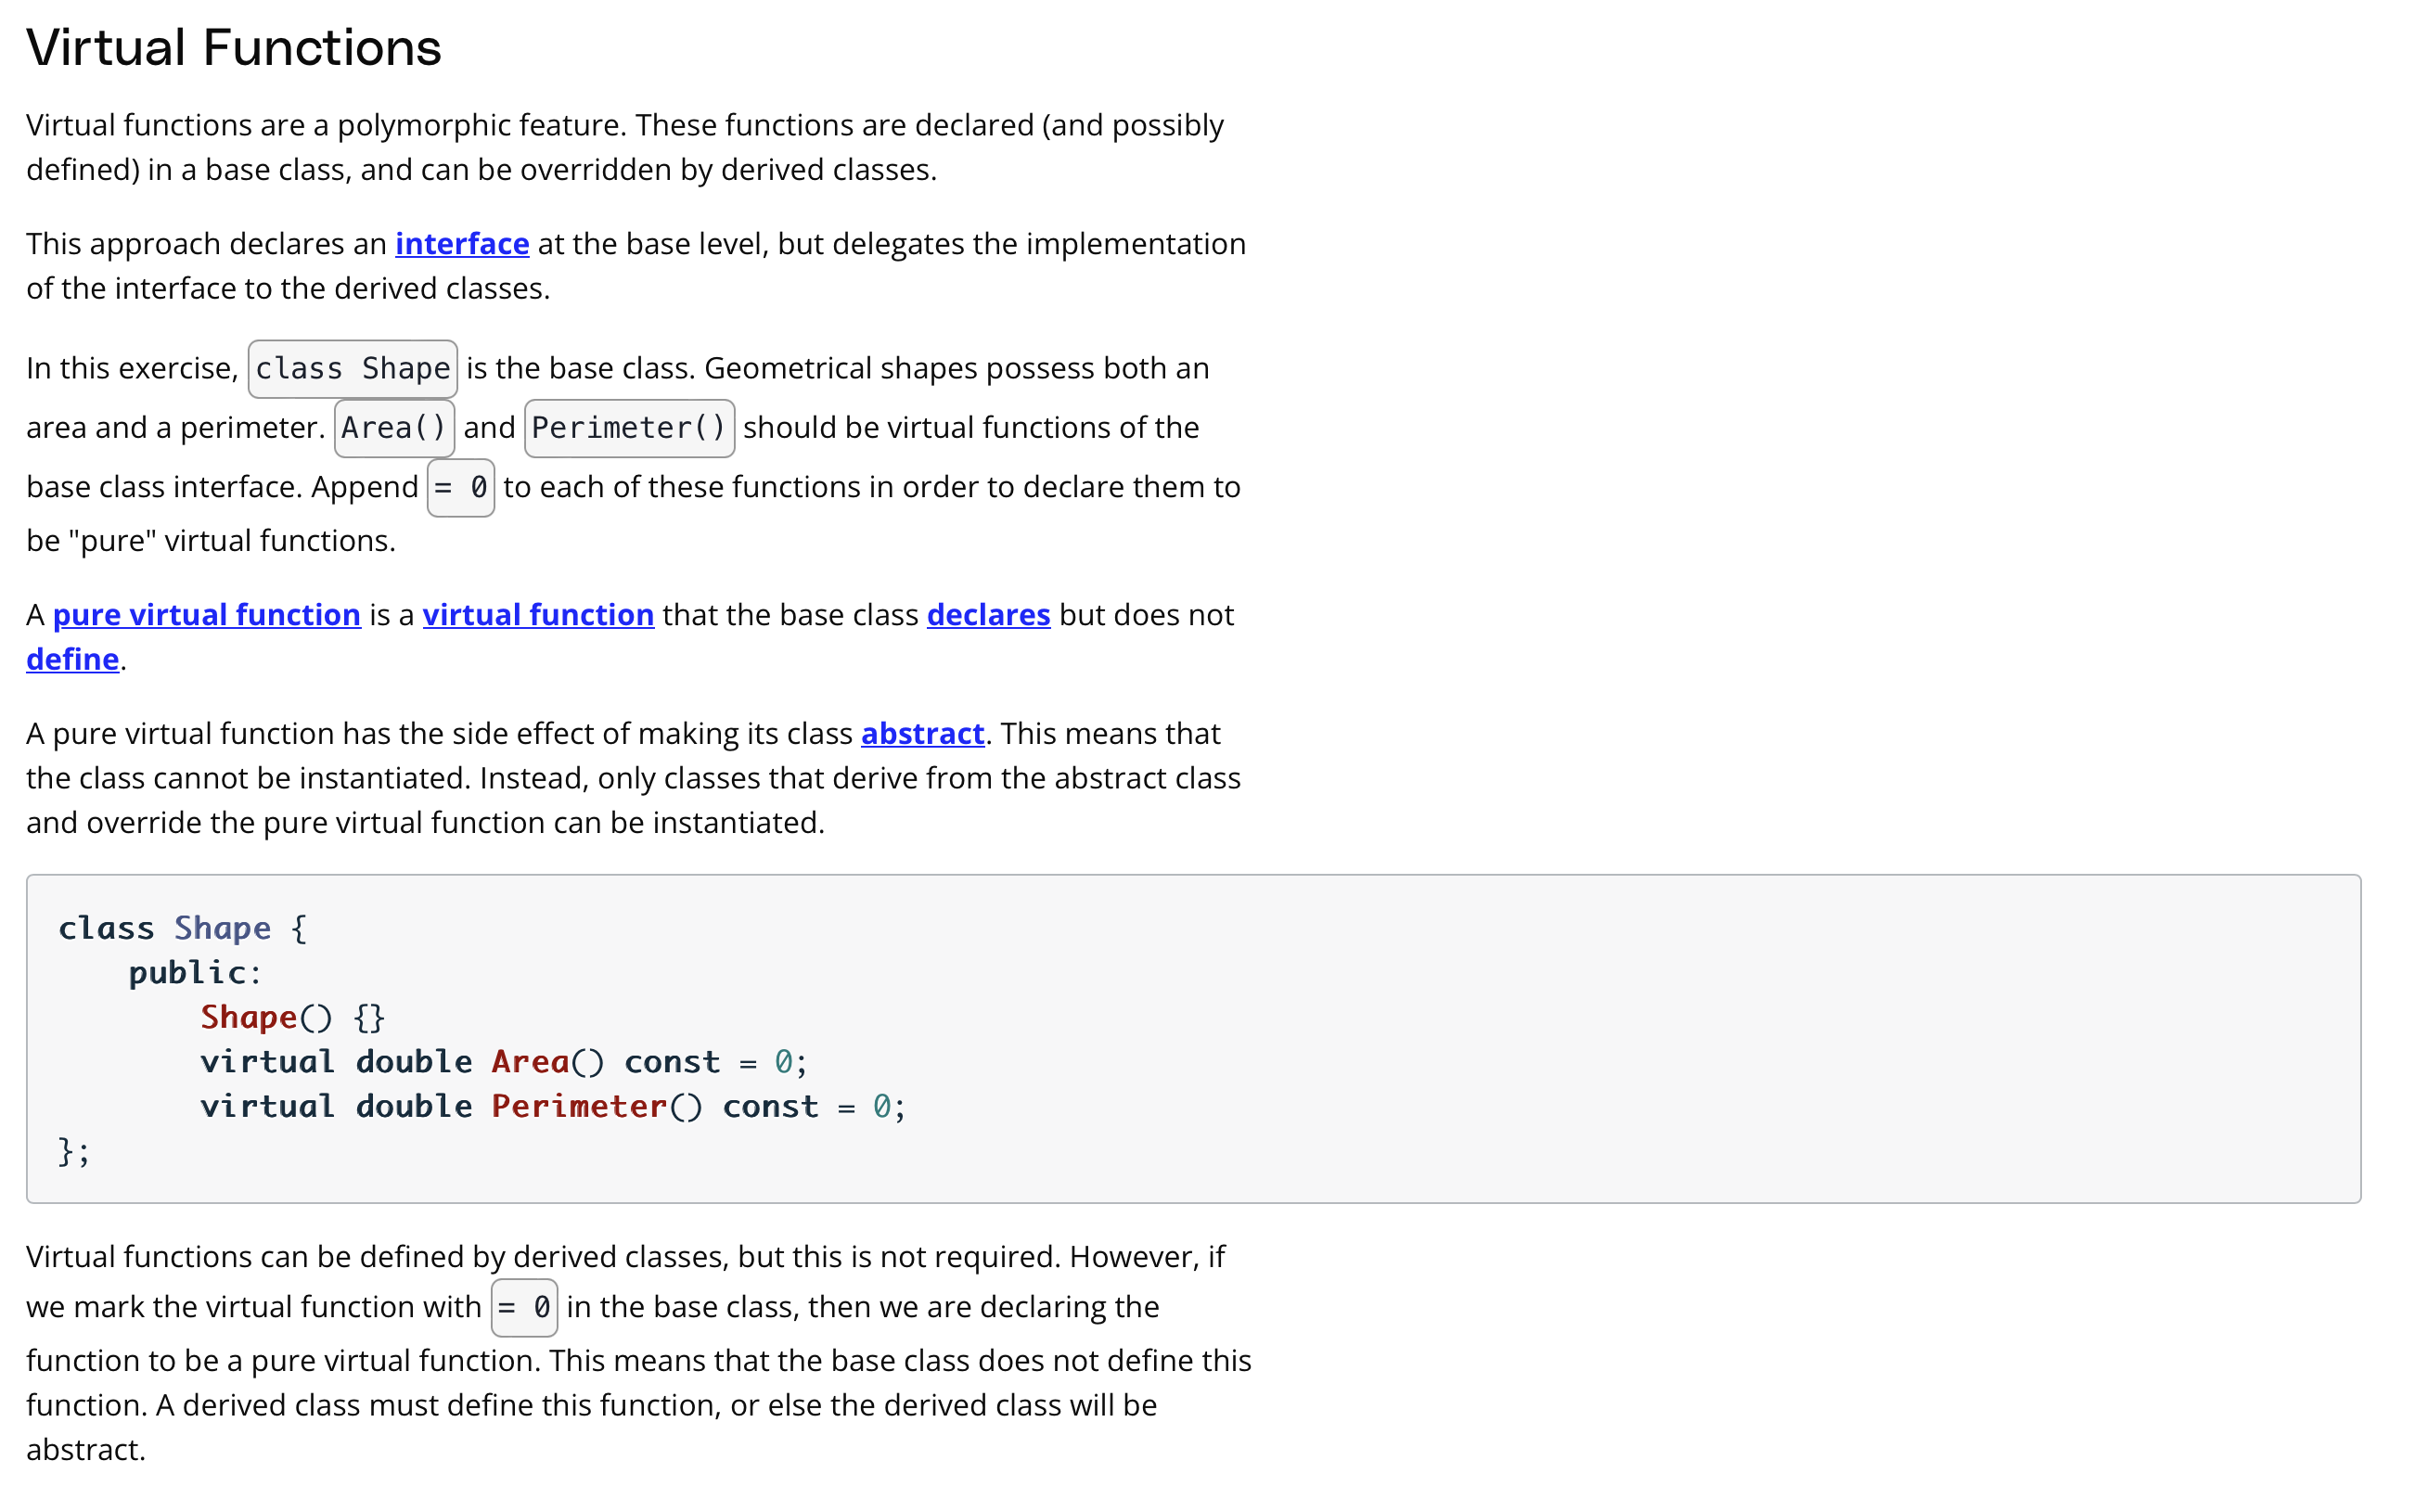 Virtual Functions
Virtual functions are a polymorphic feature. These functions are declared (and possibly
defined) in a base class, and can be overridden by derived classes.
This approach declares an interface at the base level, but delegates the implementation
of the interface to the derived classes.
In this exercise, class Shape is the base class. Geometrical shapes possess both an
area and a perimeter. Area() and Perimeter() should be virtual functions of the
base class interface. Append = 0 to each of these functions in order to declare them to
be "pure" virtual functions.
A pure virtual function is a virtual function that the base class declares but does not
define.
A pure virtual function has the side effect of making its class abstract. This means that
the class cannot be instantiated. Instead, only classes that derive from the abstract class
and override the pure virtual function can be instantiated.
class Shape {
    public:
        Shape() {}
        virtual double Area() const = 0;
        virtual double Perimeter() const = 0;
};
Virtual functions can be defined by derived classes, but this is not required. However, if
we mark the virtual function with = 0 in the base class, then we are declaring the
function to be a pure virtual function. This means that the base class does not define this
function. A derived class must define this function, or else the derived class will be
abstract.